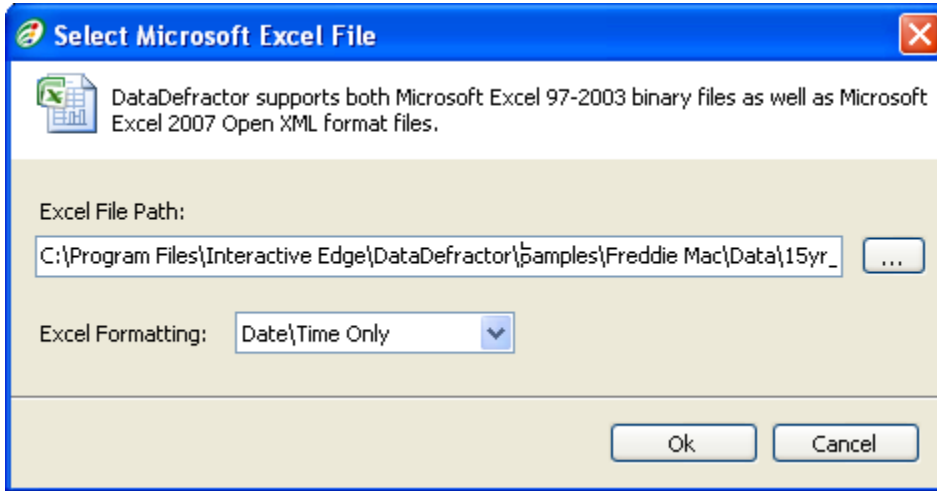 Select Microsoft Excel File
DataDefractor supports both Microsoft Excel 97-2003 binary files as well as Microsoft
Excel 2007 Open XML format files.
Excel File Path:
C:\Program Files\Interactive Edge\DataDefractor\Samples\Freddie Mac\Data\15yr_
...
Excel Formatting:
Date\Time Only
Ok
Cancel